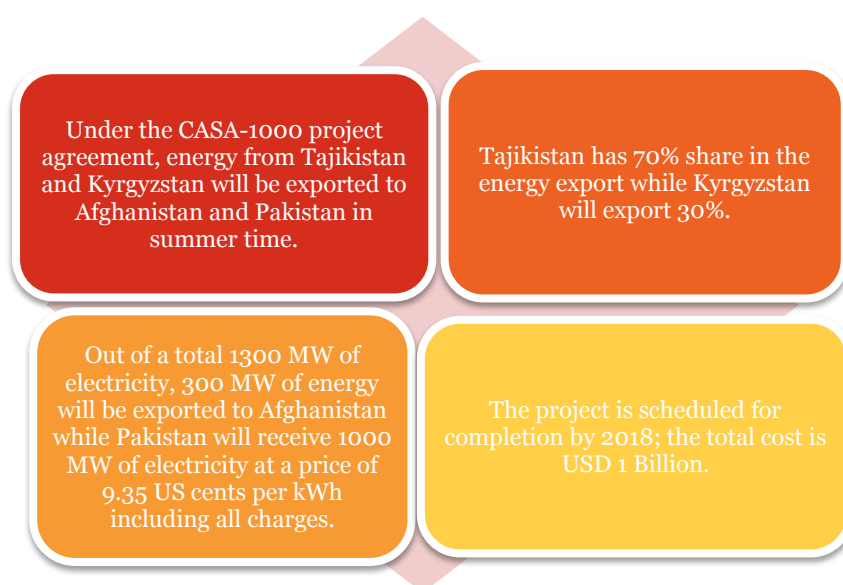 Under the CASA-1000 project
agreement, energy from Tajikistan
and Kyrgyzstan will be exported to
Afghanistan and Pakistan in
summer time.
Tajikistan has 70% share in the
energy export while Kyrgyzstan
will export 30%.
Out of a total 1300 MW of
electricity, 300 MW of energy
will be exported to Afghanistan
while Pakistan will receive 1000
MW of electricity at a price of
9.35 US cents per kWh
including all charges.
The project is scheduled for
completion by 2018; the total cost is
USD 1 Billion.